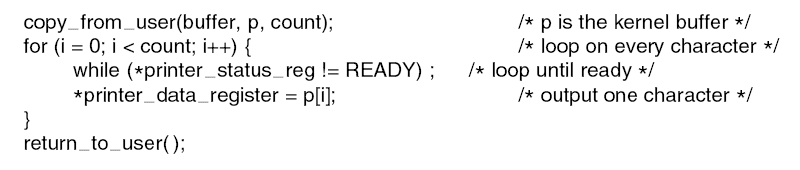 copy_from_user(buffer, p, count); /* p is the kernel buffer */
for (i = 0; i < count; i++) { /* loop on every character */
while (*printer_status_reg != READY) ; /* loop until ready */
*printer_data_register = p[i]; /* output one character */
}
return_to_user( );